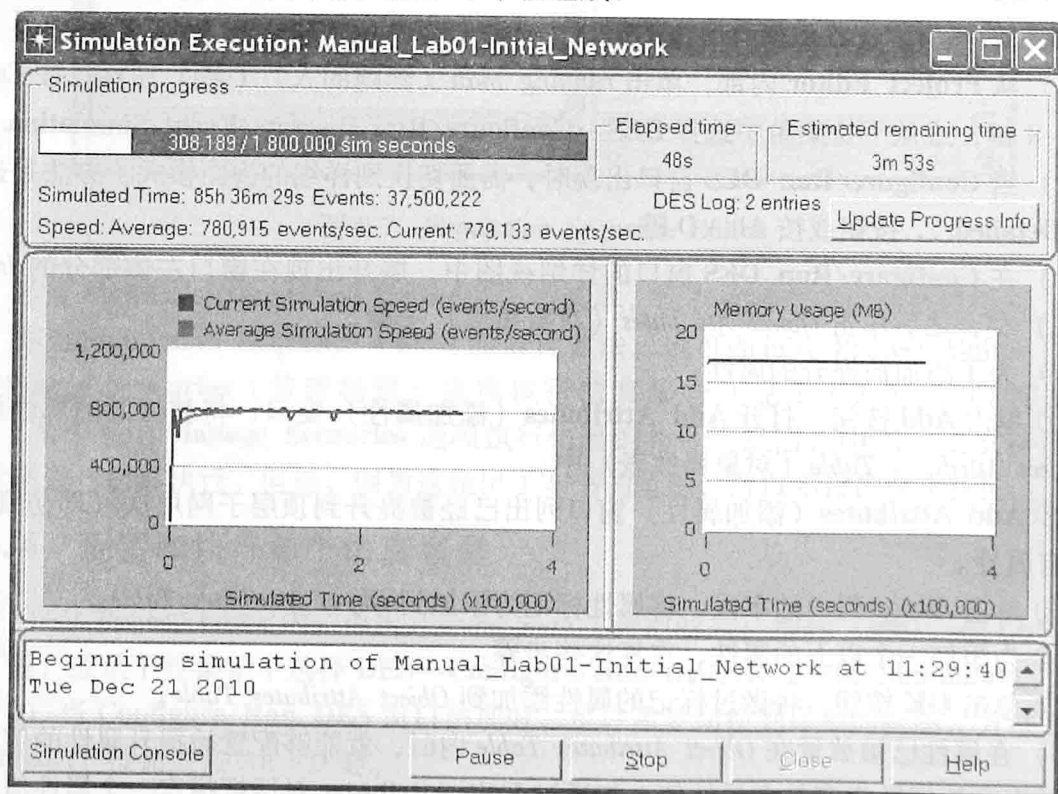 Simulation Execution: Manual_Lab01-Initial_Network
Simulation progress
308,189 / 1,800,000 sim seconds
Elapsed time
48s
Estimated remaining time
3m 53s
Simulated Time: 85h 36m 29s Events: 37,500,222
DES Log: 2 entries
Update Progress Info
Speed: Average: 780,915 events/sec. Current: 779,133 events/sec.
Current Simulation Speed (events/second)
Average Simulation Speed (events/second)
1,200,000
800,000
400,000
0
0
4
Simulated Time (seconds) (x100,000)
Memory Usage (MB)
20
15
10
5
0
0
4
Simulated Time (seconds) (x100,000)
Beginning simulation of Manual_Lab01-Initial_Network at 11:29:40
Tue Dec 21 2010
Simulation Console
Pause
Stop
Close
Help